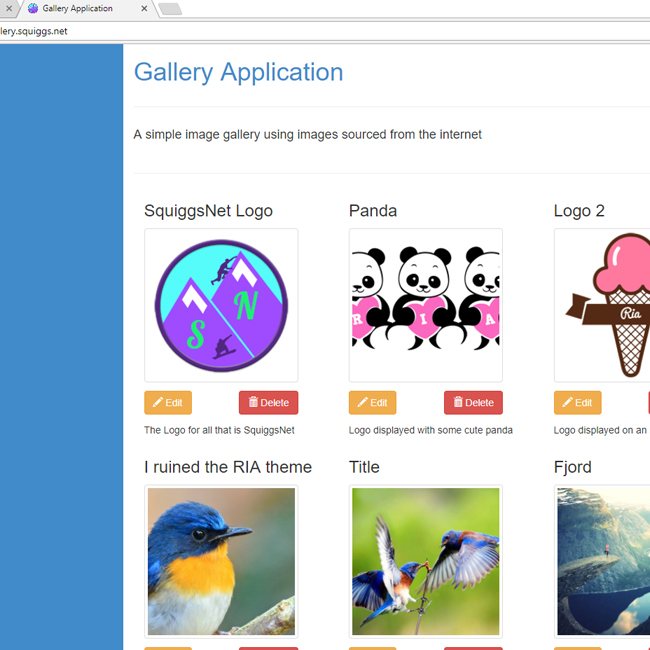 Gallery Application
lery.squiggs.net
Gallery Application
A simple image gallery using images sourced from the internet
SquiggsNet Logo
Panda
Logo 2
S N
R I A
Ria
Edit Delete
Edit Delete
Edit
The Logo for all that is SquiggsNet
Logo displayed with some cute panda
Logo displayed on an
I ruined the RIA theme
Title
Fjord